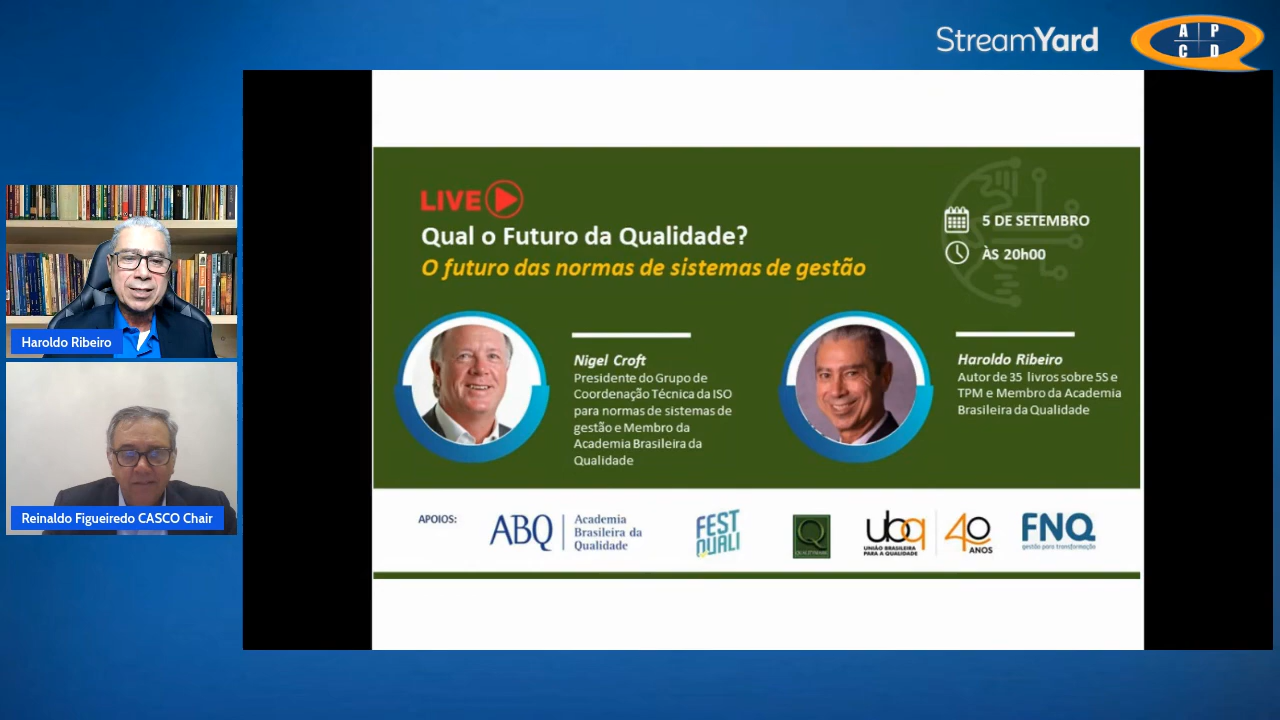 StreamYard
A P
C D
LIVE
Qual o Futuro da Qualidade?
O futuro das normas de sistemas de gestão
5 DE SETEMBRO
ÀS 20h00
Haroldo Ribeiro
Reinaldo Figueiredo CASCO Chair
Nigel Croft
Presidente do Grupo de
Coordenação Técnica da ISO
para normas de sistemas de
gestão e Membro da
Academia Brasileira da
Qualidade
Haroldo Ribeiro
Autor de 35 livros sobre 5S e
TPM e Membro da Academia
Brasileira da Qualidade
APOIOS:
ABQ
Academia
Brasileira da
Qualidade
FEST
QUALI
Q
ubq
UNIÃO BRASILEIRA
PARA A QUALIDADE
40
ANOS
FNQ
gestão para transformação